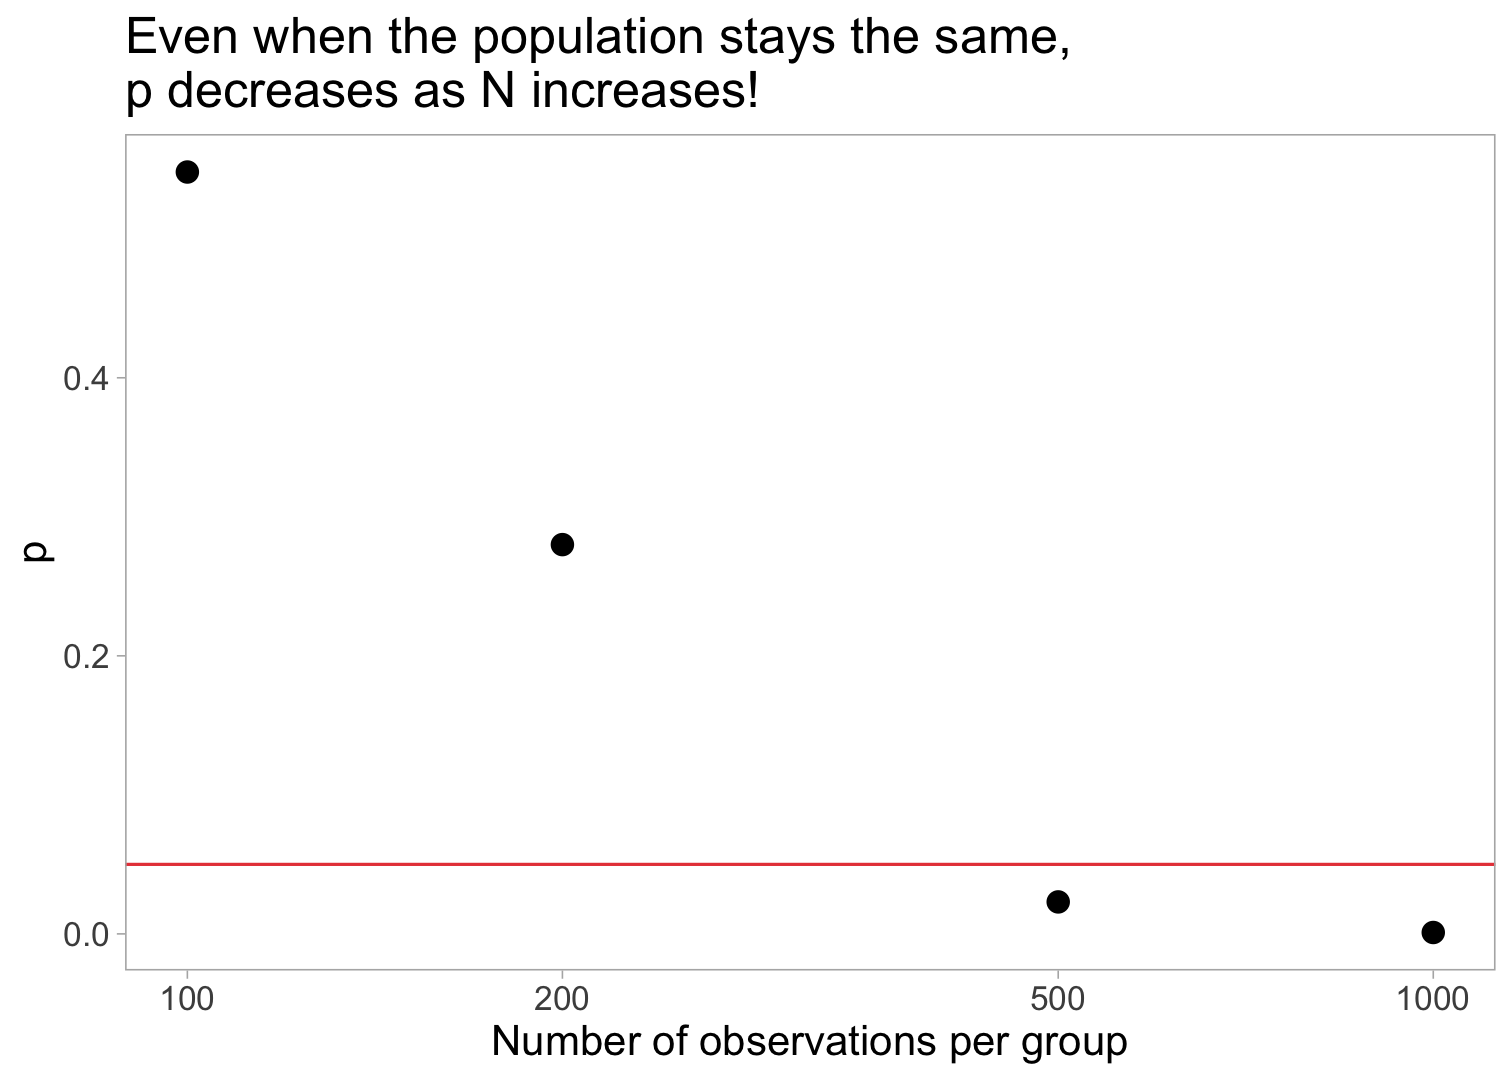 Even when the population stays the same,
p decreases as N increases!
0.4
0.2
0.0
p
100
200
500
1000
Number of observations per group